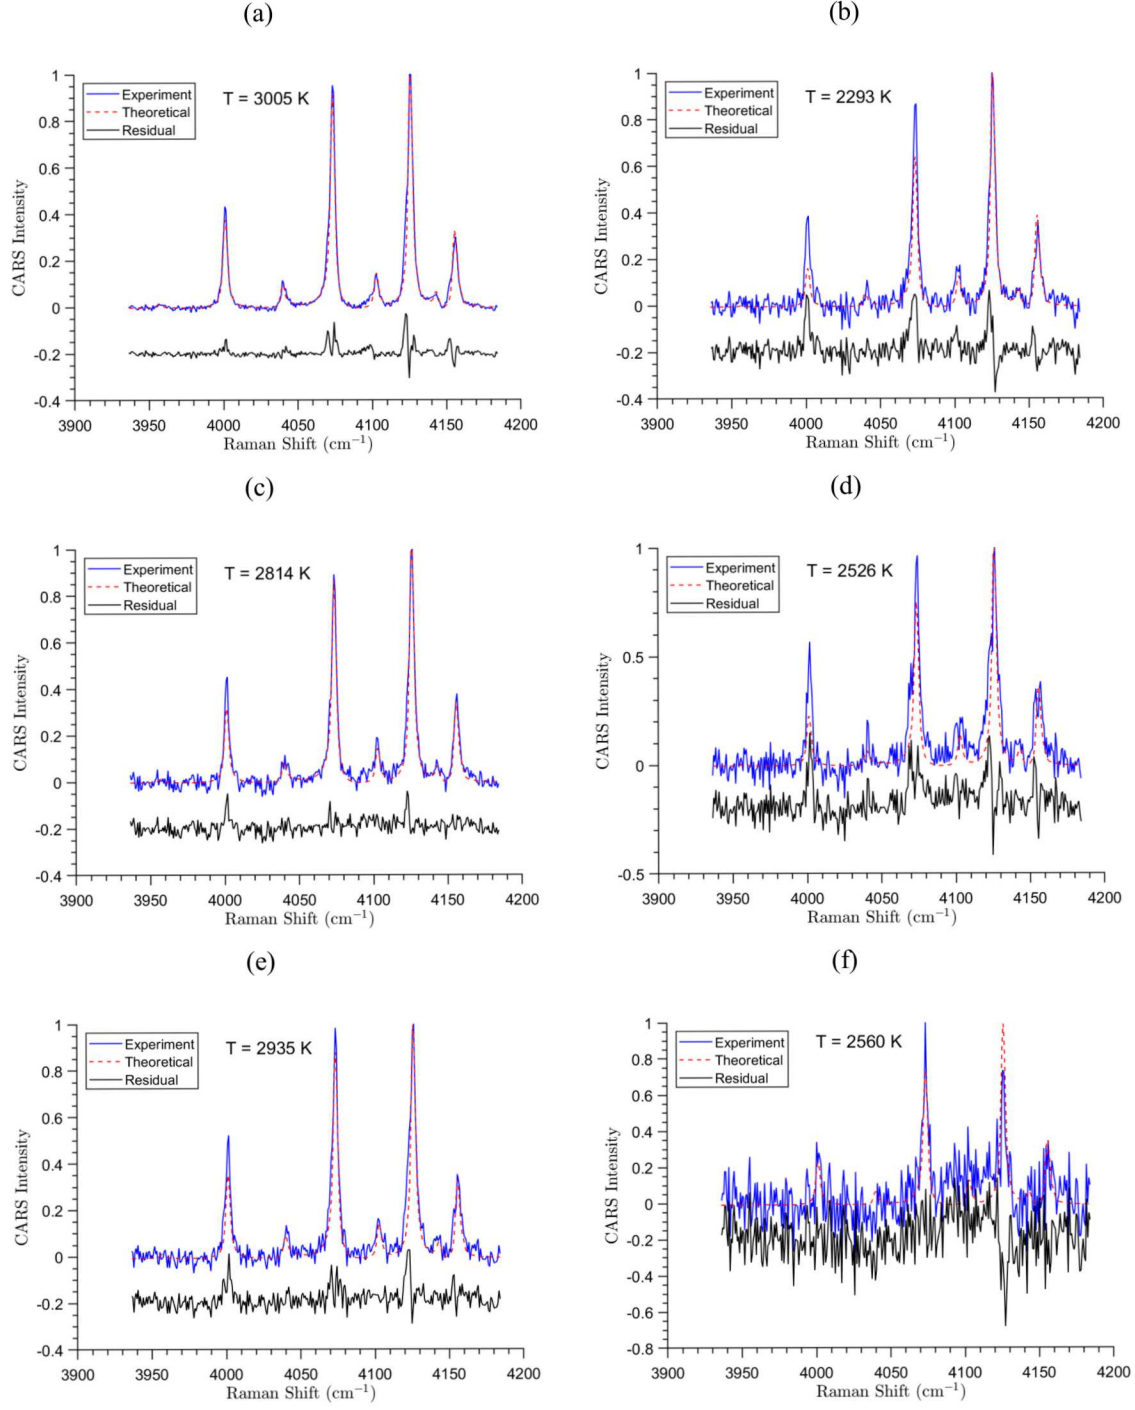 (a)
T = 3005 K
Experiment
Theoretical
Residual
CARS Intensity
1
0.8
0.6
0.4
0.2
0
-0.2
-0.4
3900 3950 4000 4050 4100 4150 4200
Raman Shift (cm⁻¹)
(b)
T = 2293 K
Experiment
Theoretical
Residual
CARS Intensity
1
0.8
0.6
0.4
0.2
0
-0.2
-0.4
3900 3950 4000 4050 4100 4150 4200
Raman Shift (cm⁻¹)
(c)
T = 2814 K
Experiment
Theoretical
Residual
CARS Intensity
1
0.8
0.6
0.4
0.2
0
-0.2
-0.4
3900 3950 4000 4050 4100 4150 4200
Raman Shift (cm⁻¹)
(d)
T = 2526 K
Experiment
Theoretical
Residual
CARS Intensity
1
0.5
0
-0.5
3900 3950 4000 4050 4100 4150 4200
Raman Shift (cm⁻¹)
(e)
T = 2935 K
Experiment
Theoretical
Residual
CARS Intensity
1
0.8
0.6
0.4
0.2
0
-0.2
-0.4
3900 3950 4000 4050 4100 4150 4200
Raman Shift (cm⁻¹)
(f)
T = 2560 K
Experiment
Theoretical
Residual
CARS Intensity
1
0.8
0.6
0.4
0.2
0
-0.2
-0.4
-0.6
-0.8
3900 3950 4000 4050 4100 4150 4200
Raman Shift (cm⁻¹)